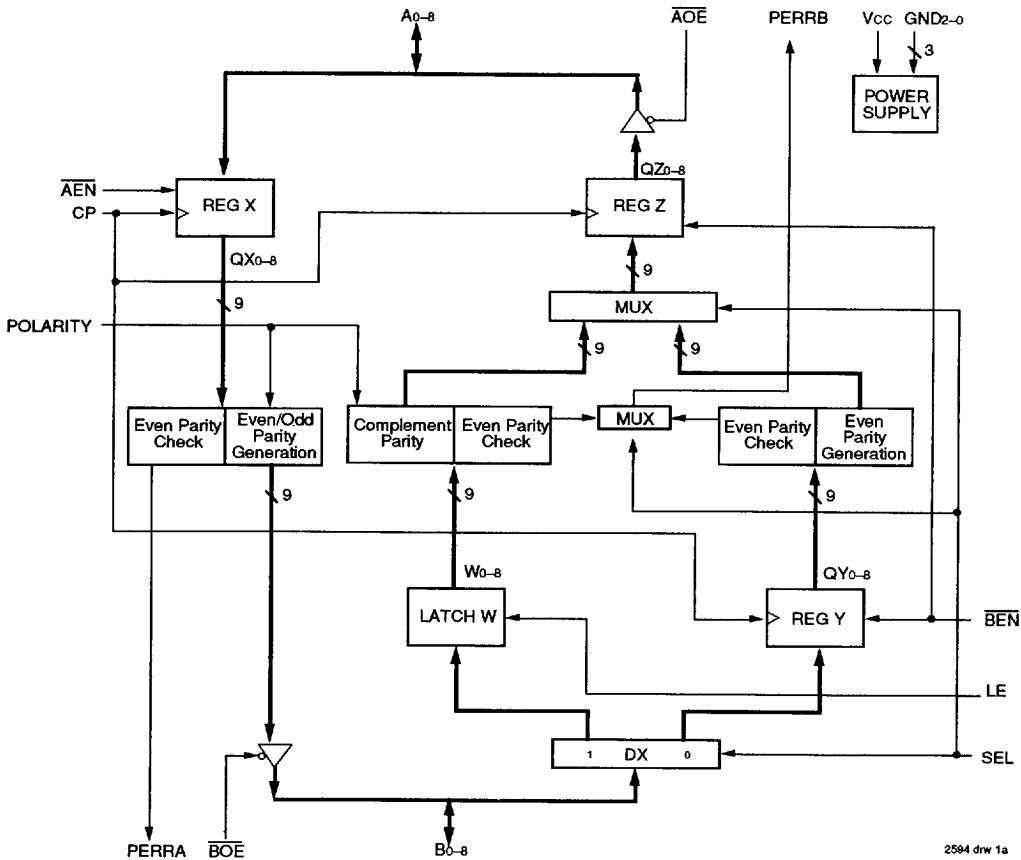 A0–8
AOE
PERRB
VCC
GND2–0
3
POWER
SUPPLY
QZ0–8
AEN
CP
REG X
REG Z
QX0–8
9
9
MUX
POLARITY
9
9
Even Parity
Check
Even/Odd
Parity
Generation
Complement
Parity
Even Parity
Check
MUX
Even Parity
Check
Even
Parity
Generation
9
9
9
W0–8
QY0–8
LATCH W
REG Y
BEN
LE
1
DX
0
SEL
PERRA
BOE
B0–8
2594 drw 1a